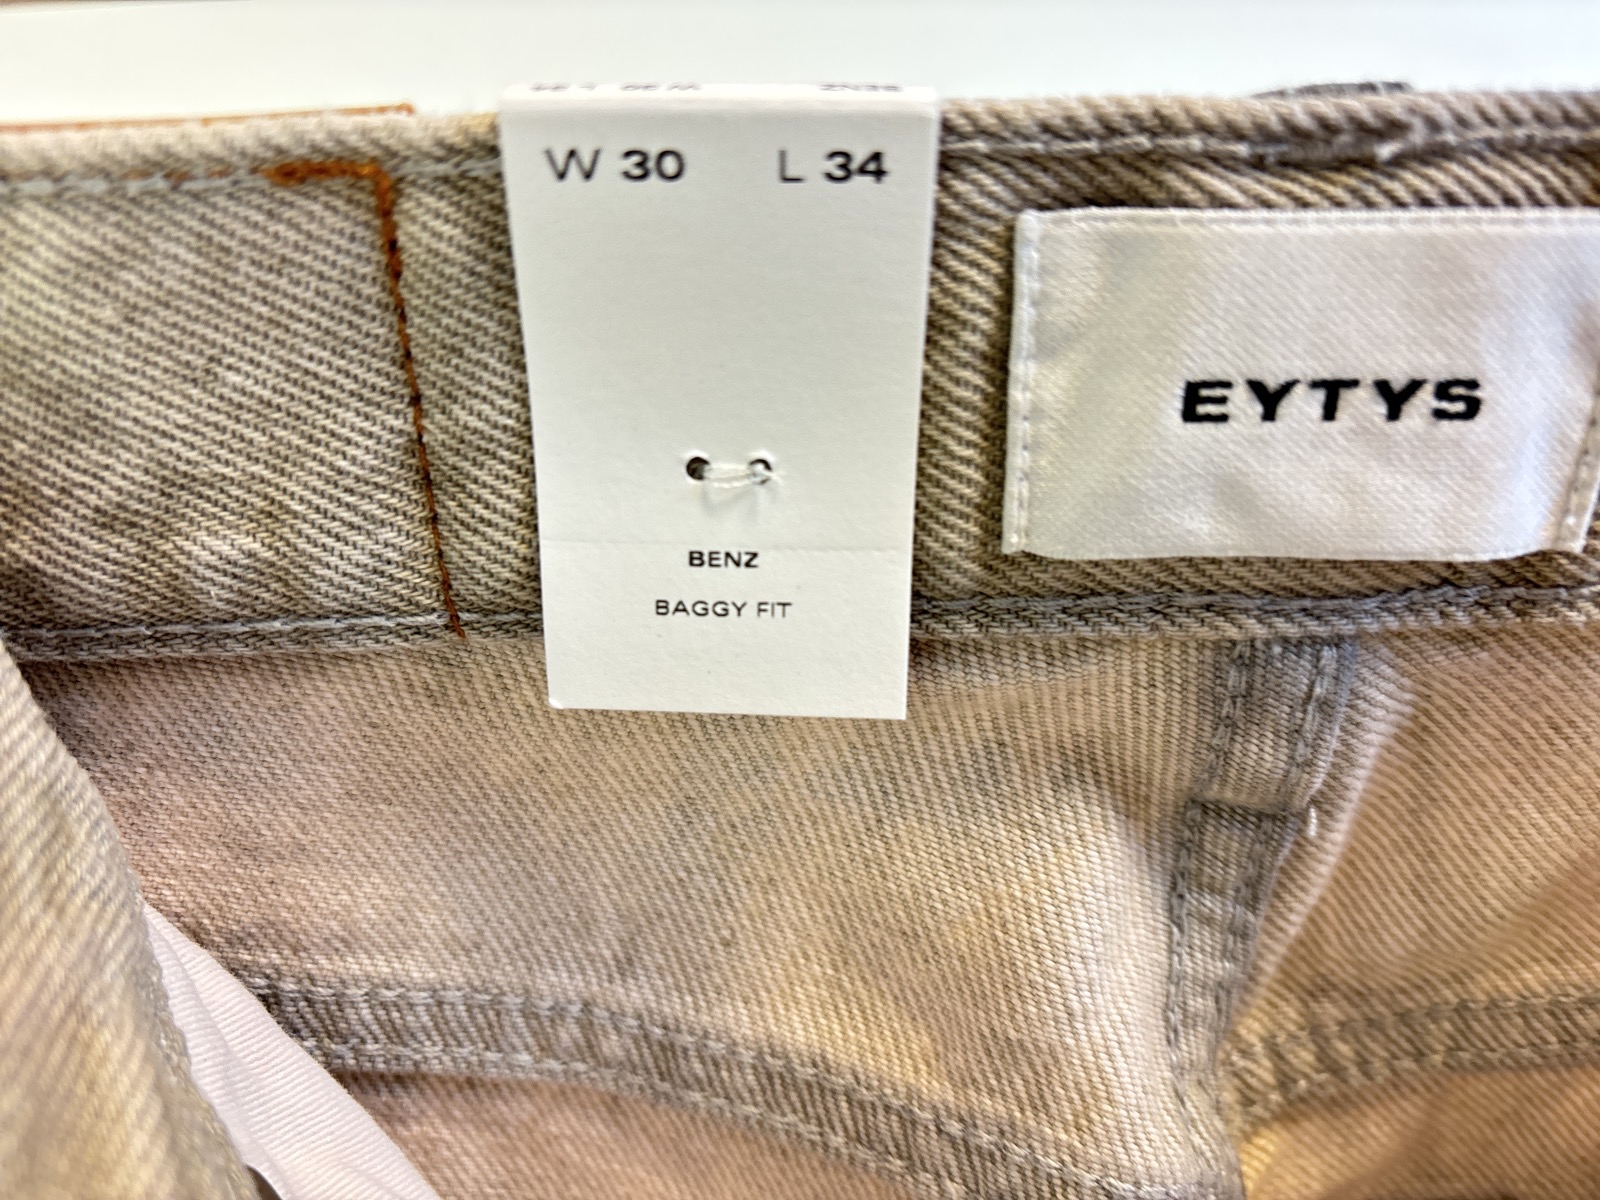 W 30 L 34
EYTYS
BENZ
BAGGY FIT